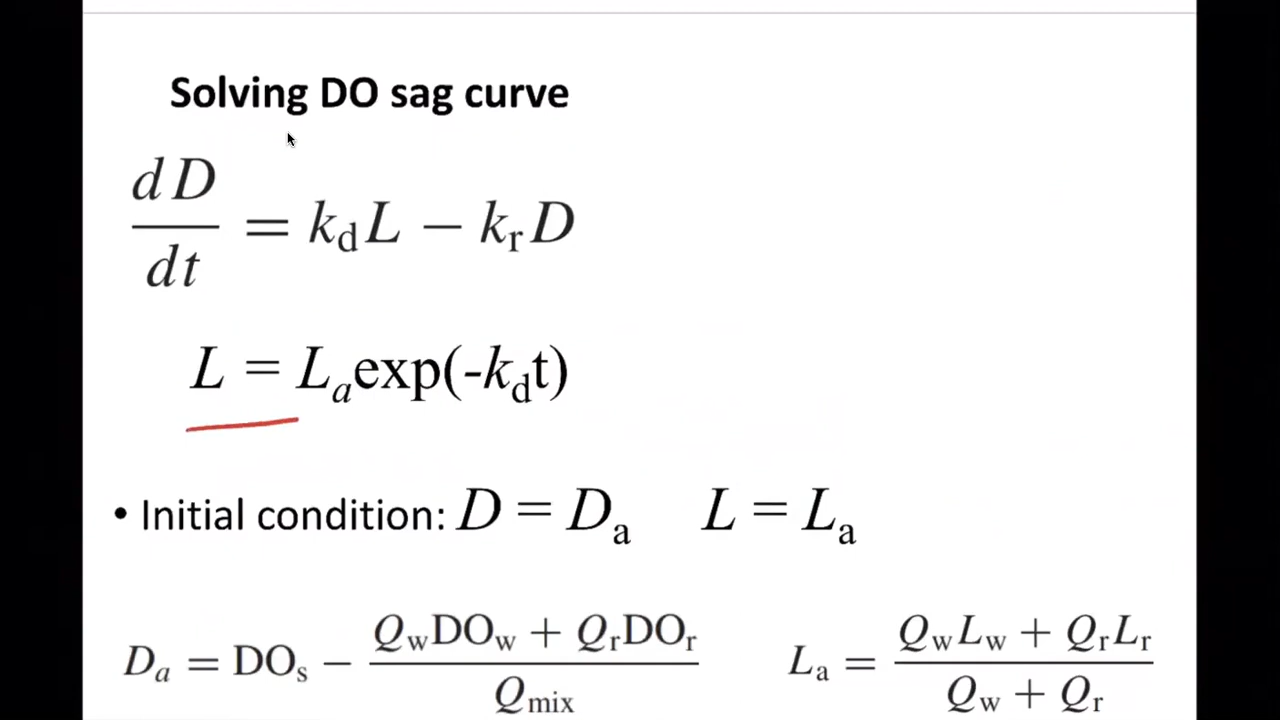 Solving DO sag curve
dD/dt = k_d L − k_r D
L = L_a exp(-k_d t)
• Initial condition: D = D_a L = L_a
D_a = DO_s − (Q_w DO_w + Q_r DO_r)/Q_mix L_a = (Q_w L_w + Q_r L_r)/(Q_w + Q_r)